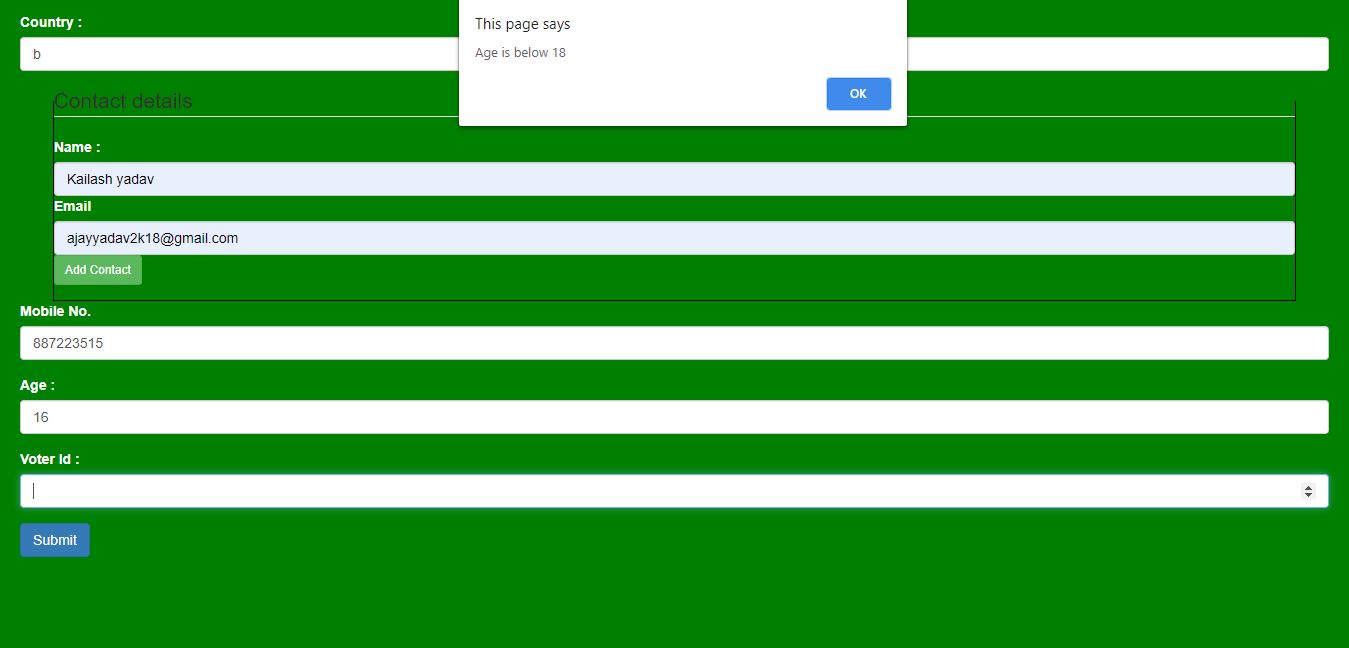 This page says
Age is below 18
OK
Country :
b
Contact details
Name :
Kailash yadav
Email
ajayyadav2k18@gmail.com
Add Contact
Mobile No.
887223515
Age :
16
Voter Id :
Submit